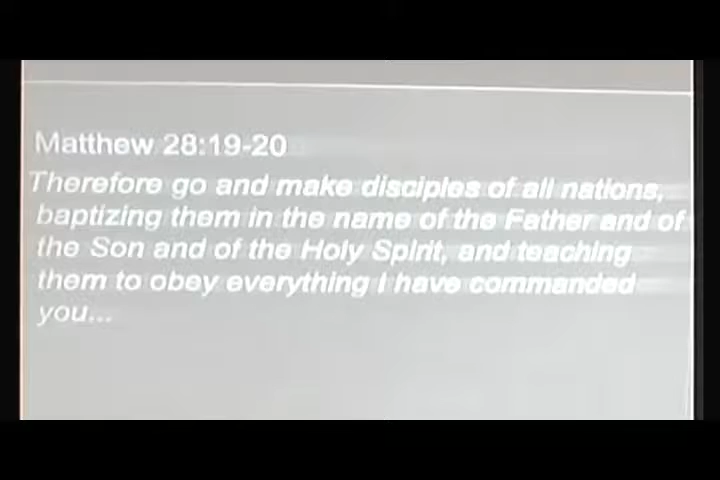 Matthew 28:19-20
Therefore go and make disciples of all nations,
baptizing them in the name of the Father and of
the Son and of the Holy Spirit, and teaching
them to obey everything I have commanded
you...